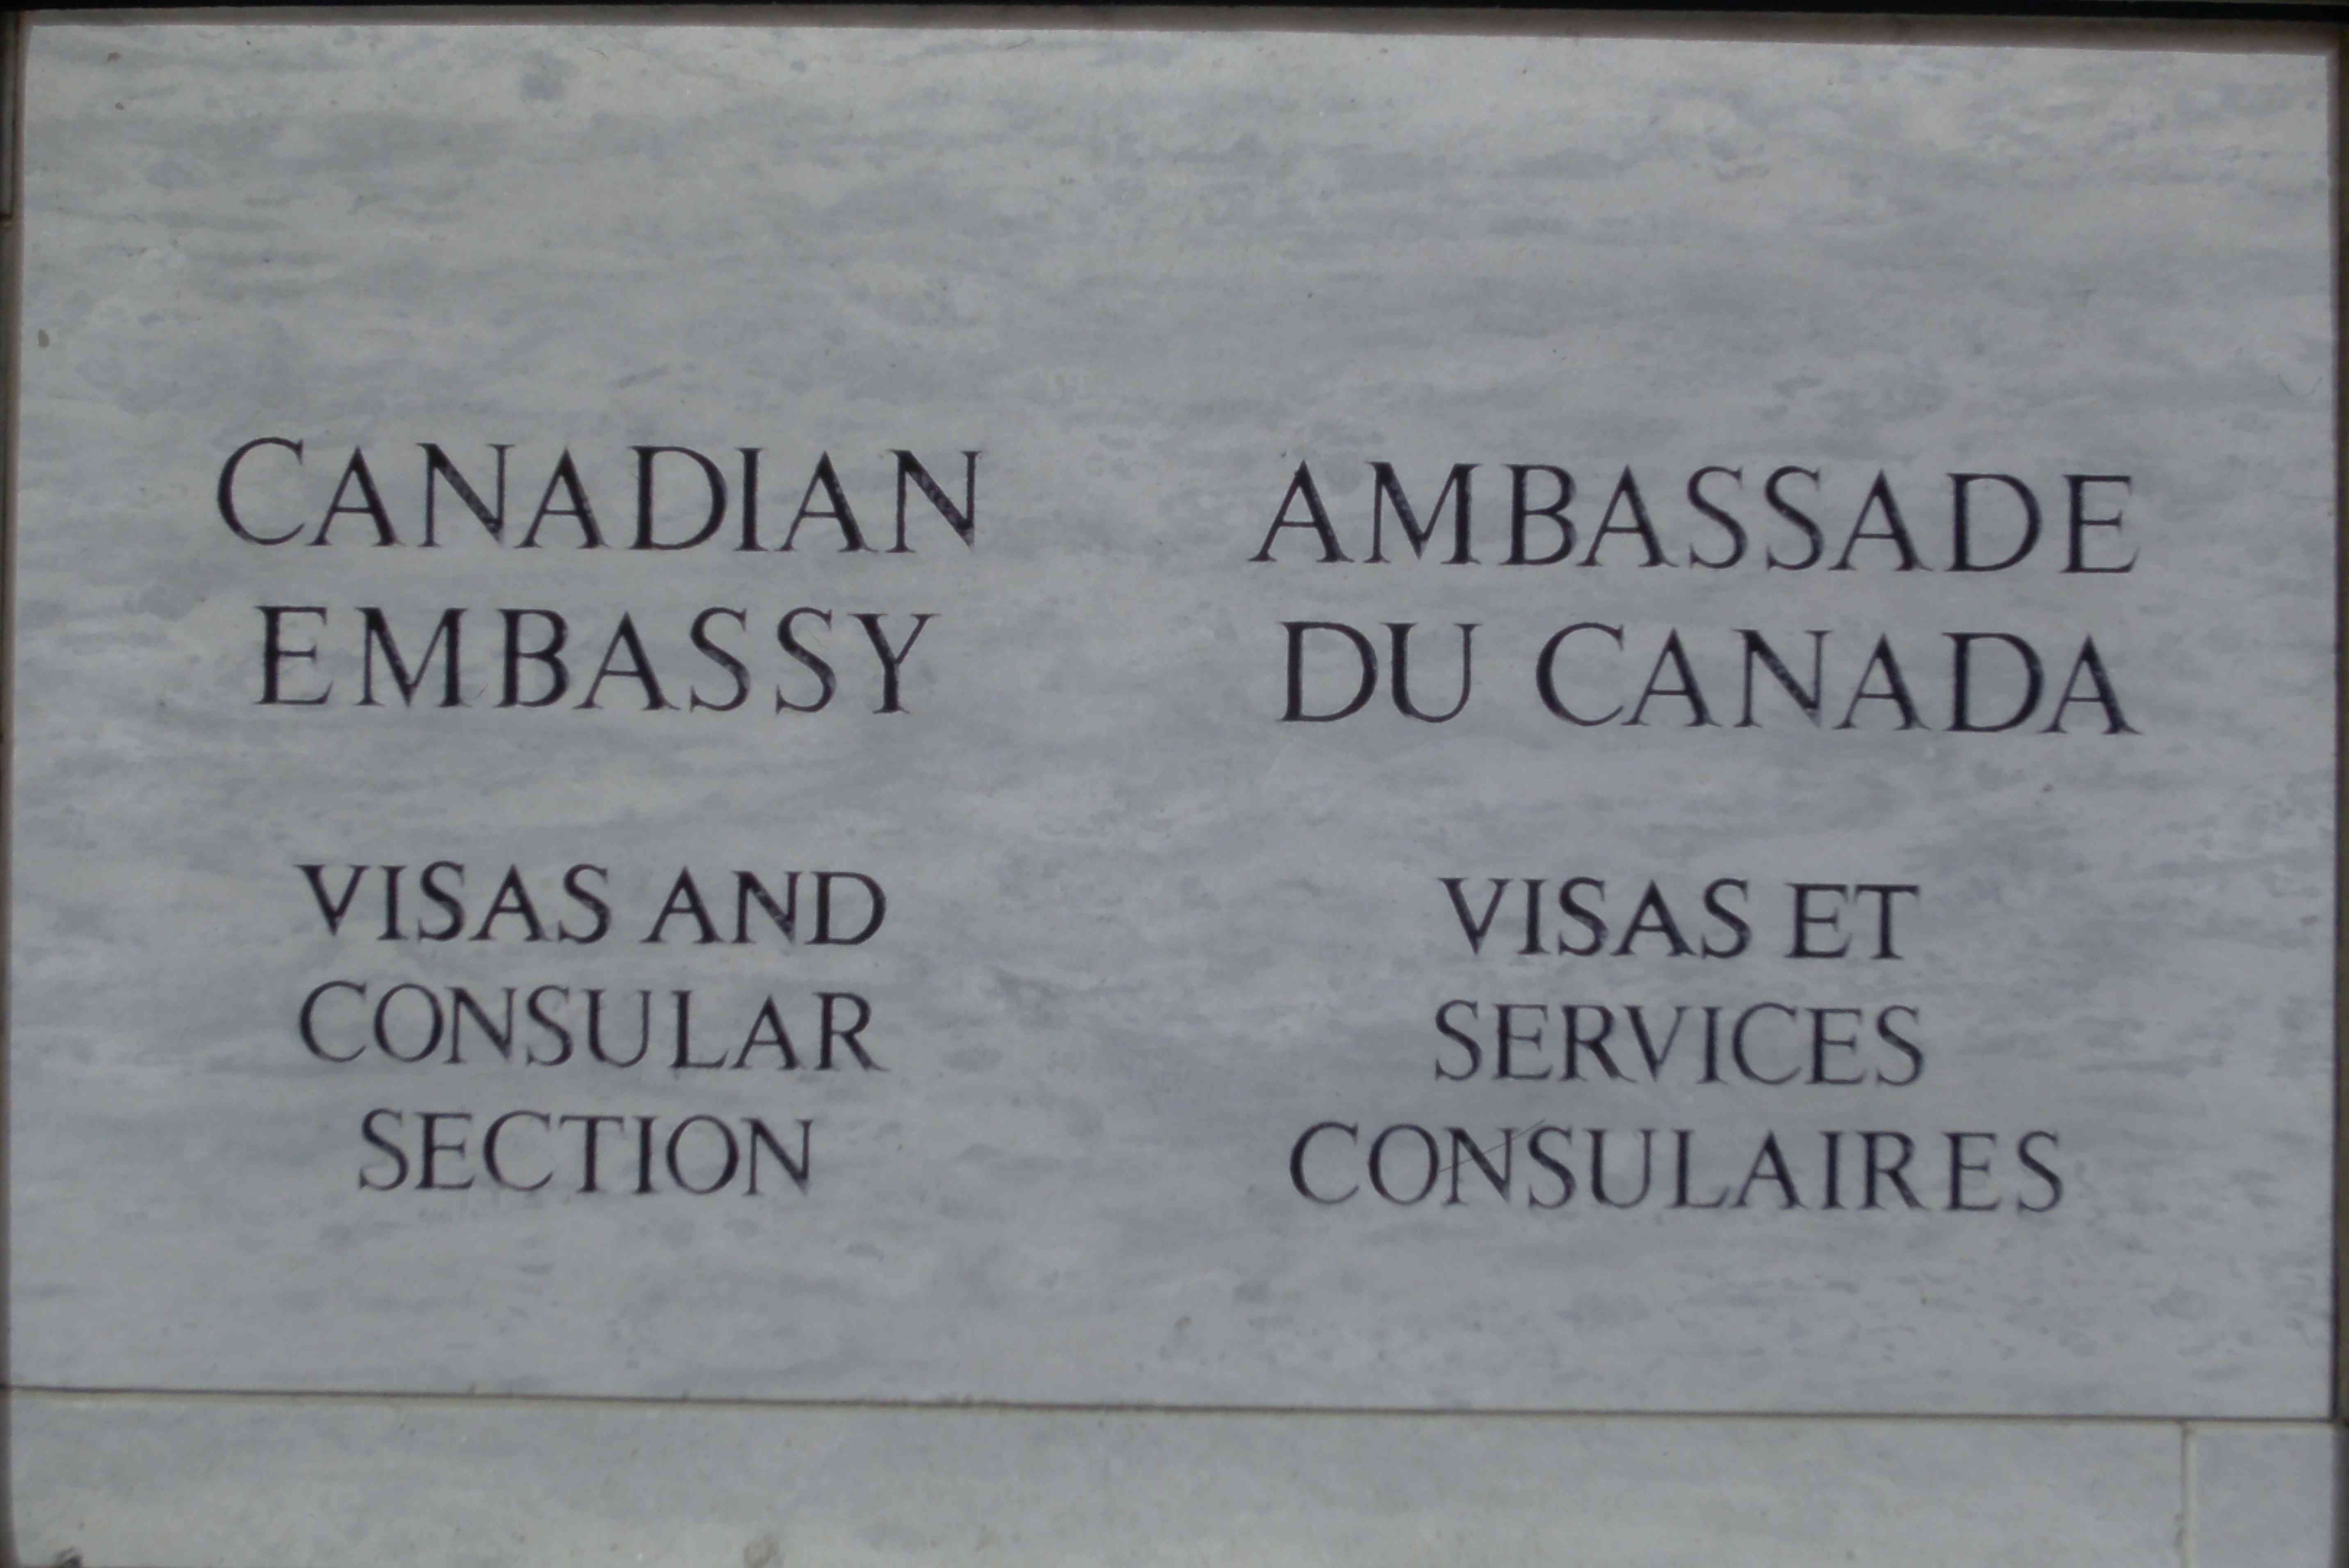 CANADIAN
EMBASSY
VISAS AND
CONSULAR
SECTION
AMBASSADE
DU CANADA
VISAS ET
SERVICES
CONSULAIRES